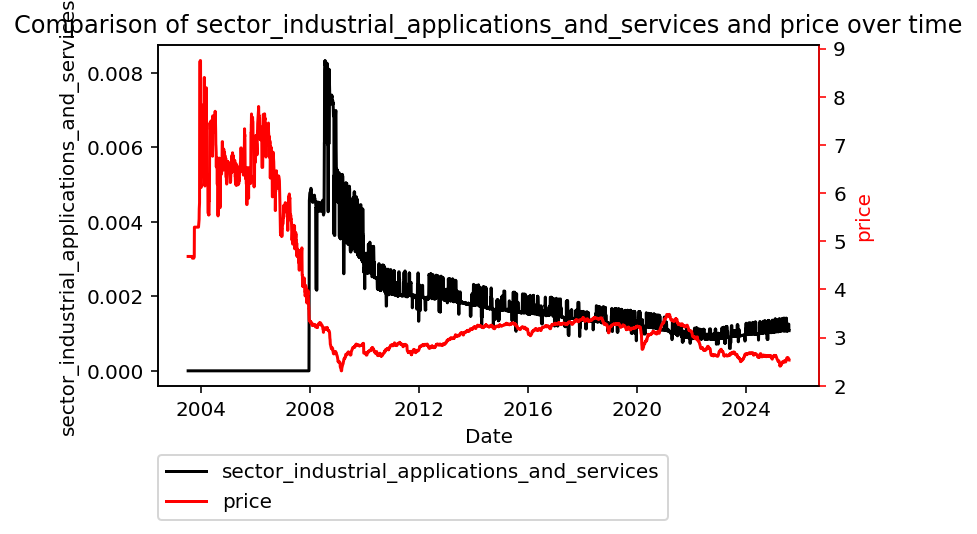 Comparison of sector_industrial_applications_and_services and price over time
sector_industrial_applications_and_services
0.008
0.006
0.004
0.002
0.000
9
8
7
6
5
4
3
2
price
2004 2008 2012 2016 2020 2024
Date
sector_industrial_applications_and_services
price